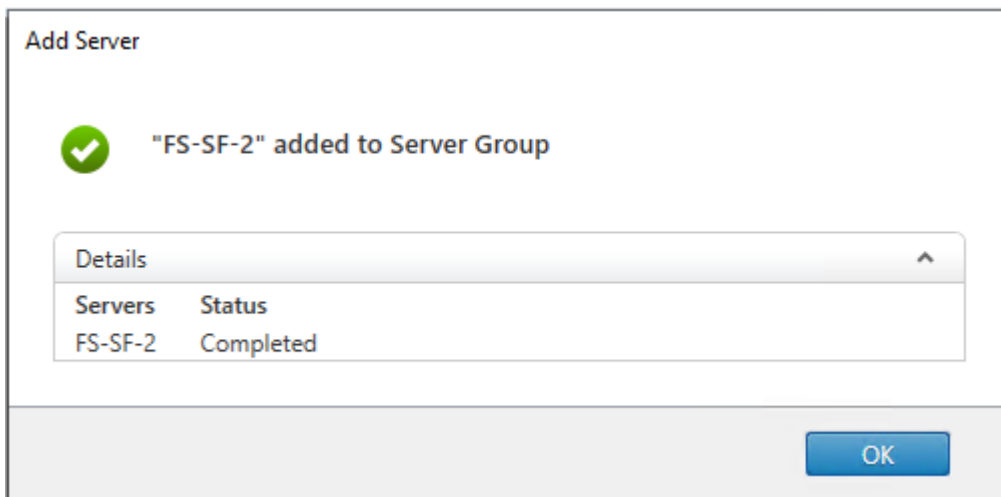 Add Server
"FS-SF-2" added to Server Group
Details
Servers Status
FS-SF-2 Completed
OK